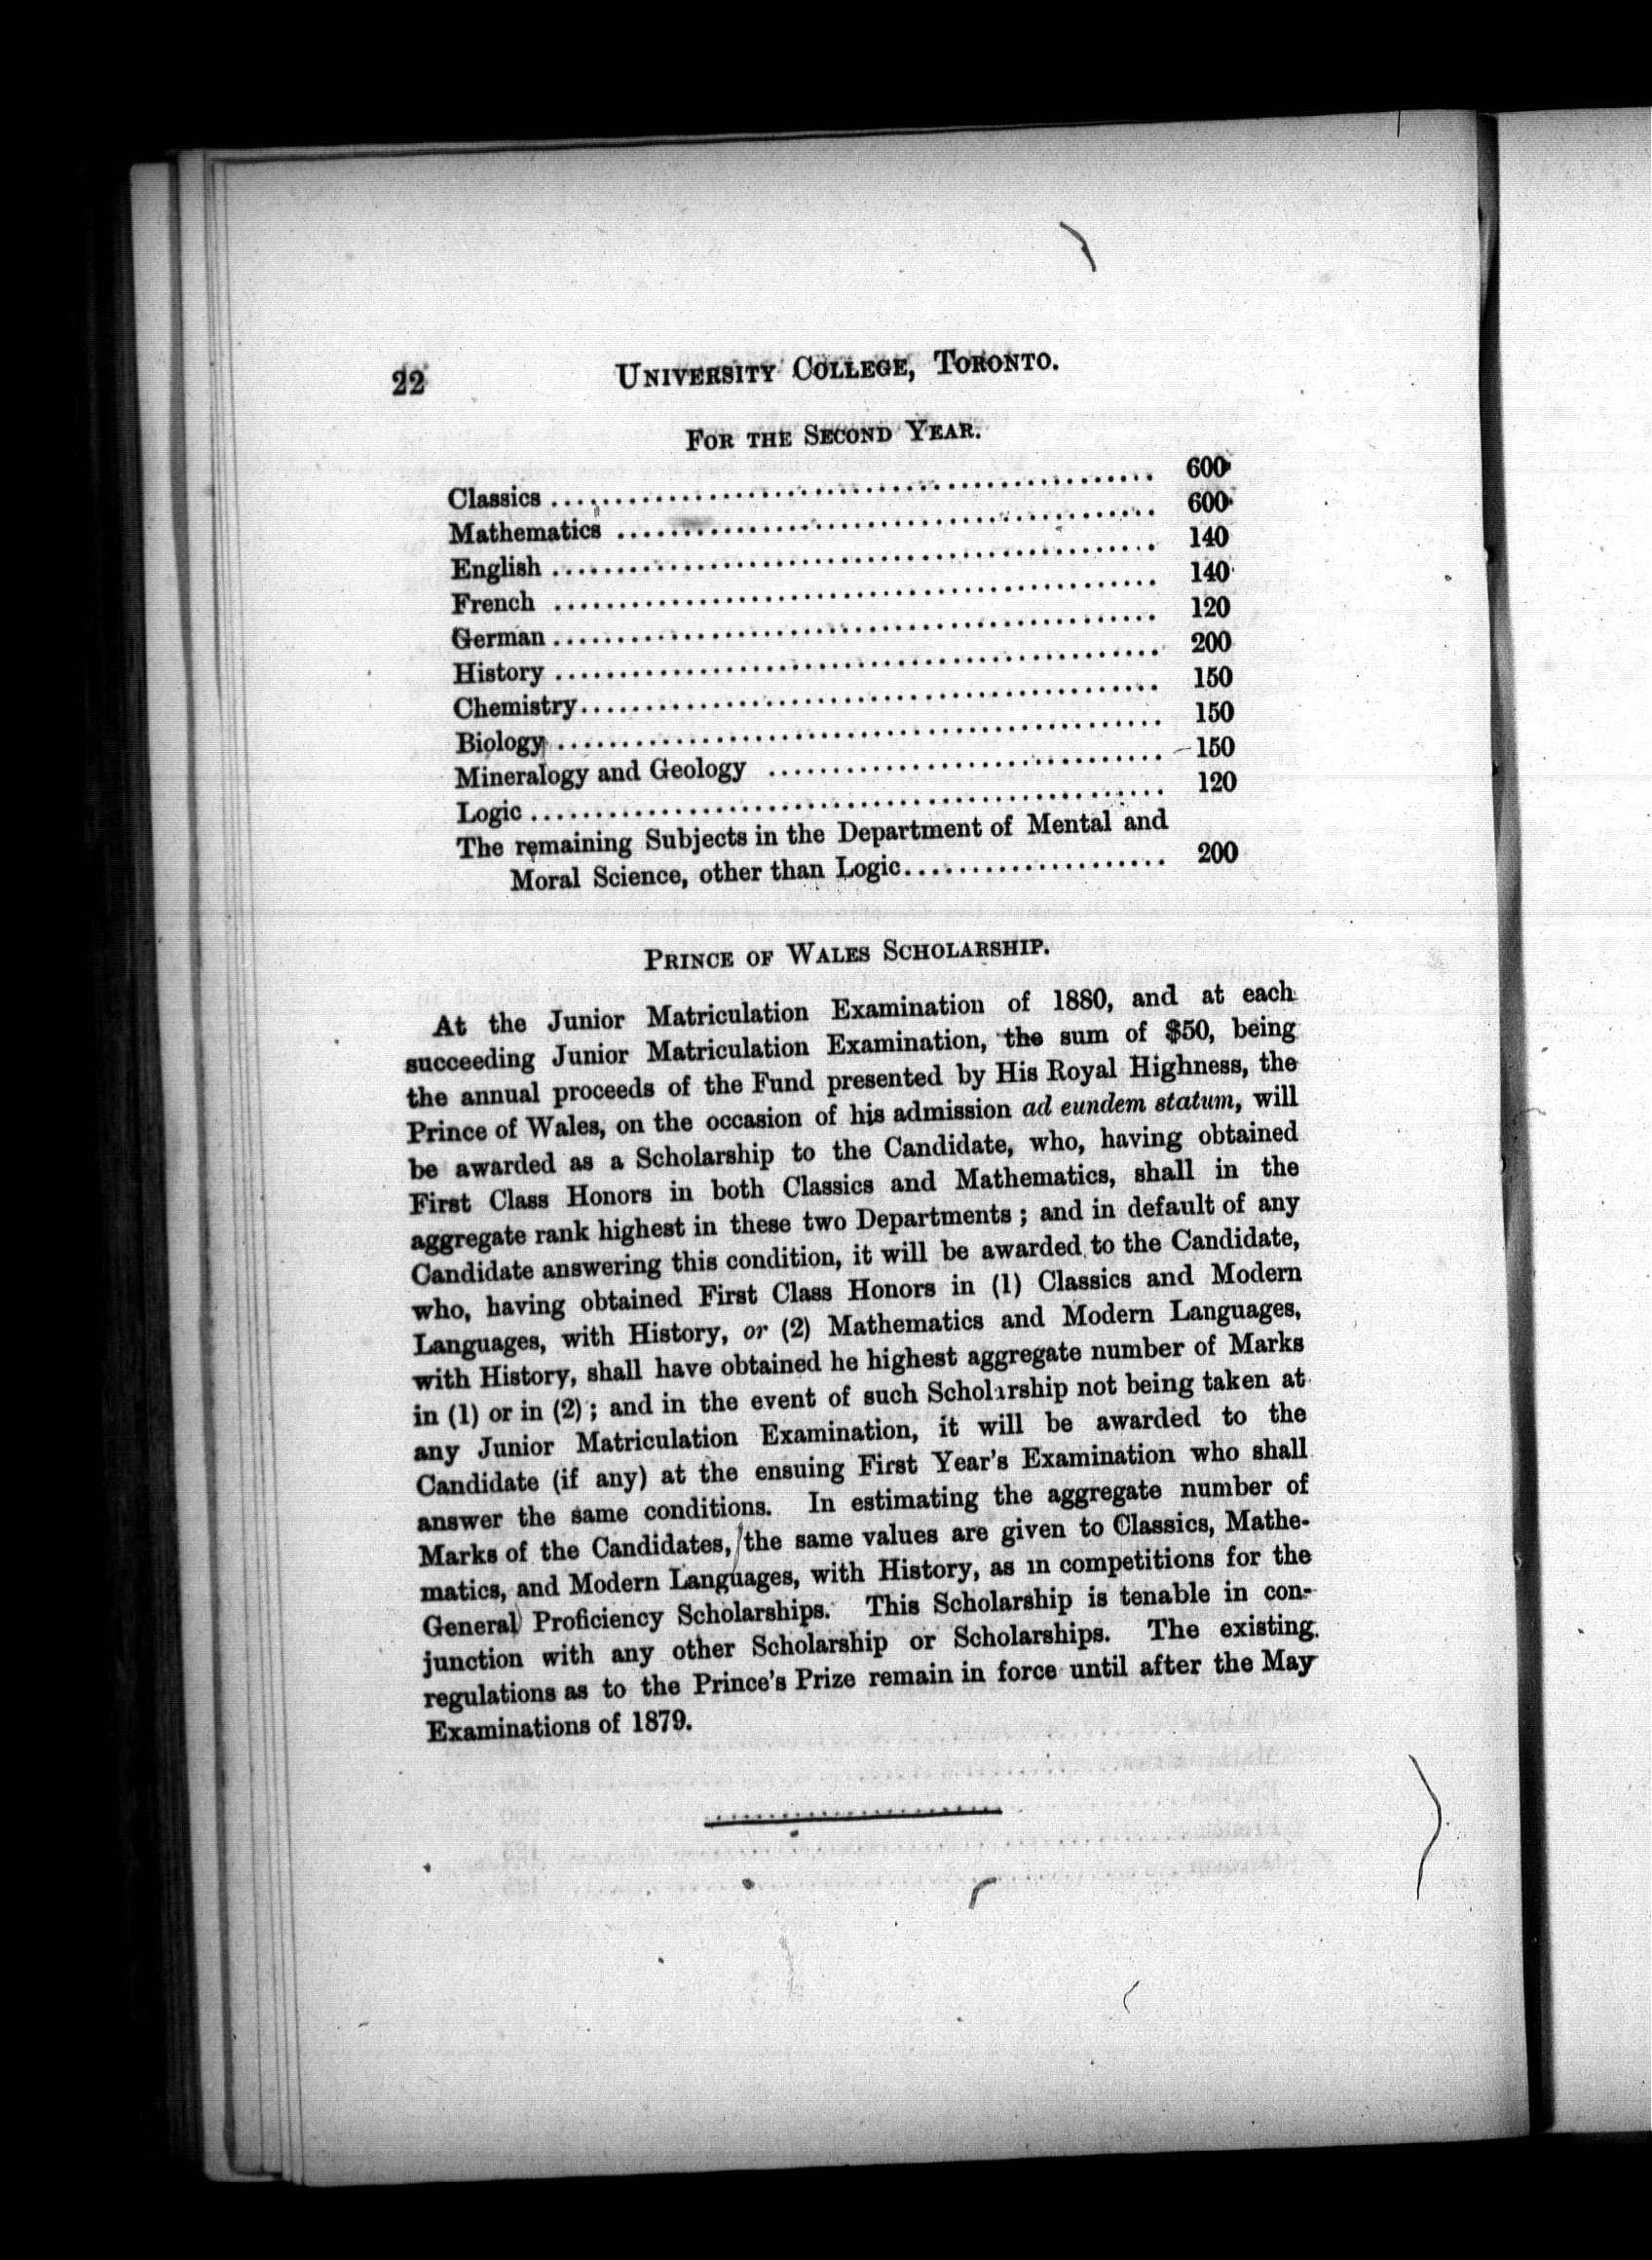 22 UNIVERSITY COLLEGE, TORONTO.
FOR THE SECOND YEAR.
Classics ........................................ 600
Mathematics ........................................ 600
English ........................................ 140
French ........................................ 140
German ........................................ 120
History ........................................ 200
Chemistry ........................................ 150
Biology ........................................ 150
Mineralogy and Geology ........................................ 150
Logic ........................................ 120
The remaining Subjects in the Department of Mental and
Moral Science, other than Logic.................... 200
PRINCE OF WALES SCHOLARSHIP.
At the Junior Matriculation Examination of 1880, and at each
succeeding Junior Matriculation Examination, the sum of $50, being
the annual proceeds of the Fund presented by His Royal Highness, the
Prince of Wales, on the occasion of his admission ad eundem statum, will
be awarded as a Scholarship to the Candidate, who, having obtained
First Class Honors in both Classics and Mathematics, shall in the
aggregate rank highest in these two Departments ; and in default of any
Candidate answering this condition, it will be awarded to the Candidate,
who, having obtained First Class Honors in (1) Classics and Modern
Languages, with History, or (2) Mathematics and Modern Languages,
with History, shall have obtained he highest aggregate number of Marks
in (1) or in (2) ; and in the event of such Scholarship not being taken at
any Junior Matriculation Examination, it will be awarded to the
Candidate (if any) at the ensuing First Year's Examination who shall
answer the same conditions. In estimating the aggregate number of
Marks of the Candidates, the same values are given to Classics, Mathe-
matics, and Modern Languages, with History, as in competitions for the
General Proficiency Scholarships. This Scholarship is tenable in con-
junction with any other Scholarship or Scholarships. The existing
regulations as to the Prince's Prize remain in force until after the May
Examinations of 1879.